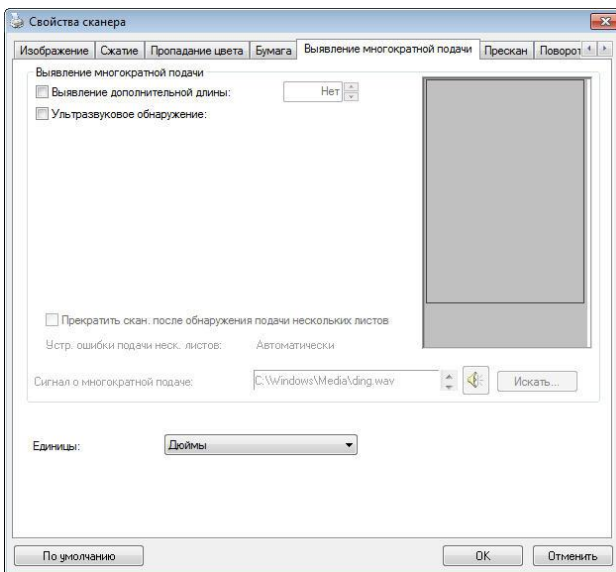 Свойства сканера
Изображение Сжатие Пропадание цвета Бумага Выявление многократной подачи Прескан Поворот
Выявление многократной подачи
Выявление дополнительной длины: Нет
Ультразвуковое обнаружение:
Прекратить скан. после обнаружения подачи нескольких листов
Устр. ошибки подачи неск. листов: Автоматически
Сигнал о многократной подаче: C:\Windows\Media\ding.wav Искать...
Единицы: Дюймы
По умолчанию OK Отменить